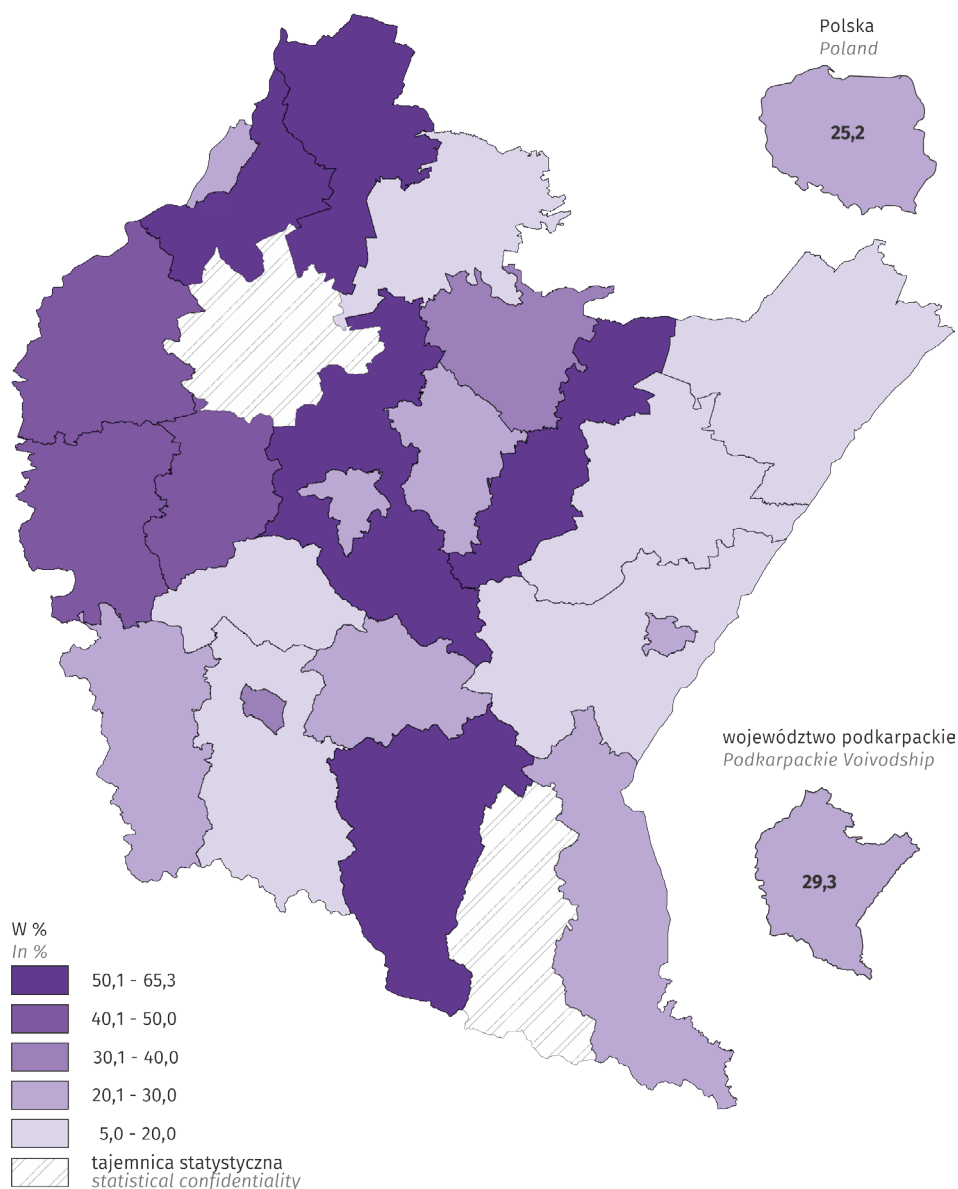 Polska
Poland
25,2
województwo podkarpackie
Podkarpackie Voivodship
29,3
W %
In %
50,1 - 65,3
40,1 - 50,0
30,1 - 40,0
20,1 - 30,0
5,0 - 20,0
tajemnica statystyczna
statistical confidentiality